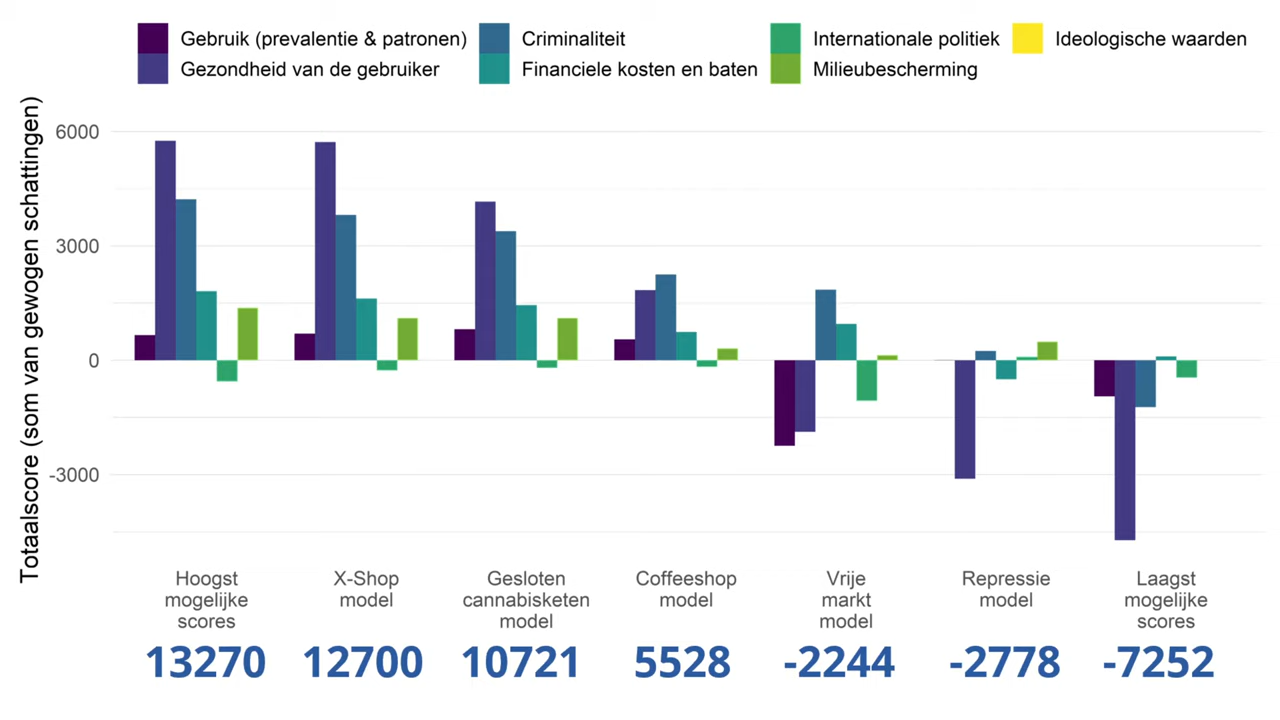 Gebruik (prevalentie & patronen)
Gezondheid van de gebruiker
Criminaliteit
Financiele kosten en baten
Internationale politiek
Milieubescherming
Ideologische waarden
Totaalscore (som van gewogen schattingen)
6000
3000
0
-3000
Hoogst
mogelijke
scores
X-Shop
model
Gesloten
cannabisketen
model
Coffeeshop
model
Vrije
markt
model
Repressie
model
Laagst
mogelijke
scores
13270
12700
10721
5528
-2244
-2778
-7252